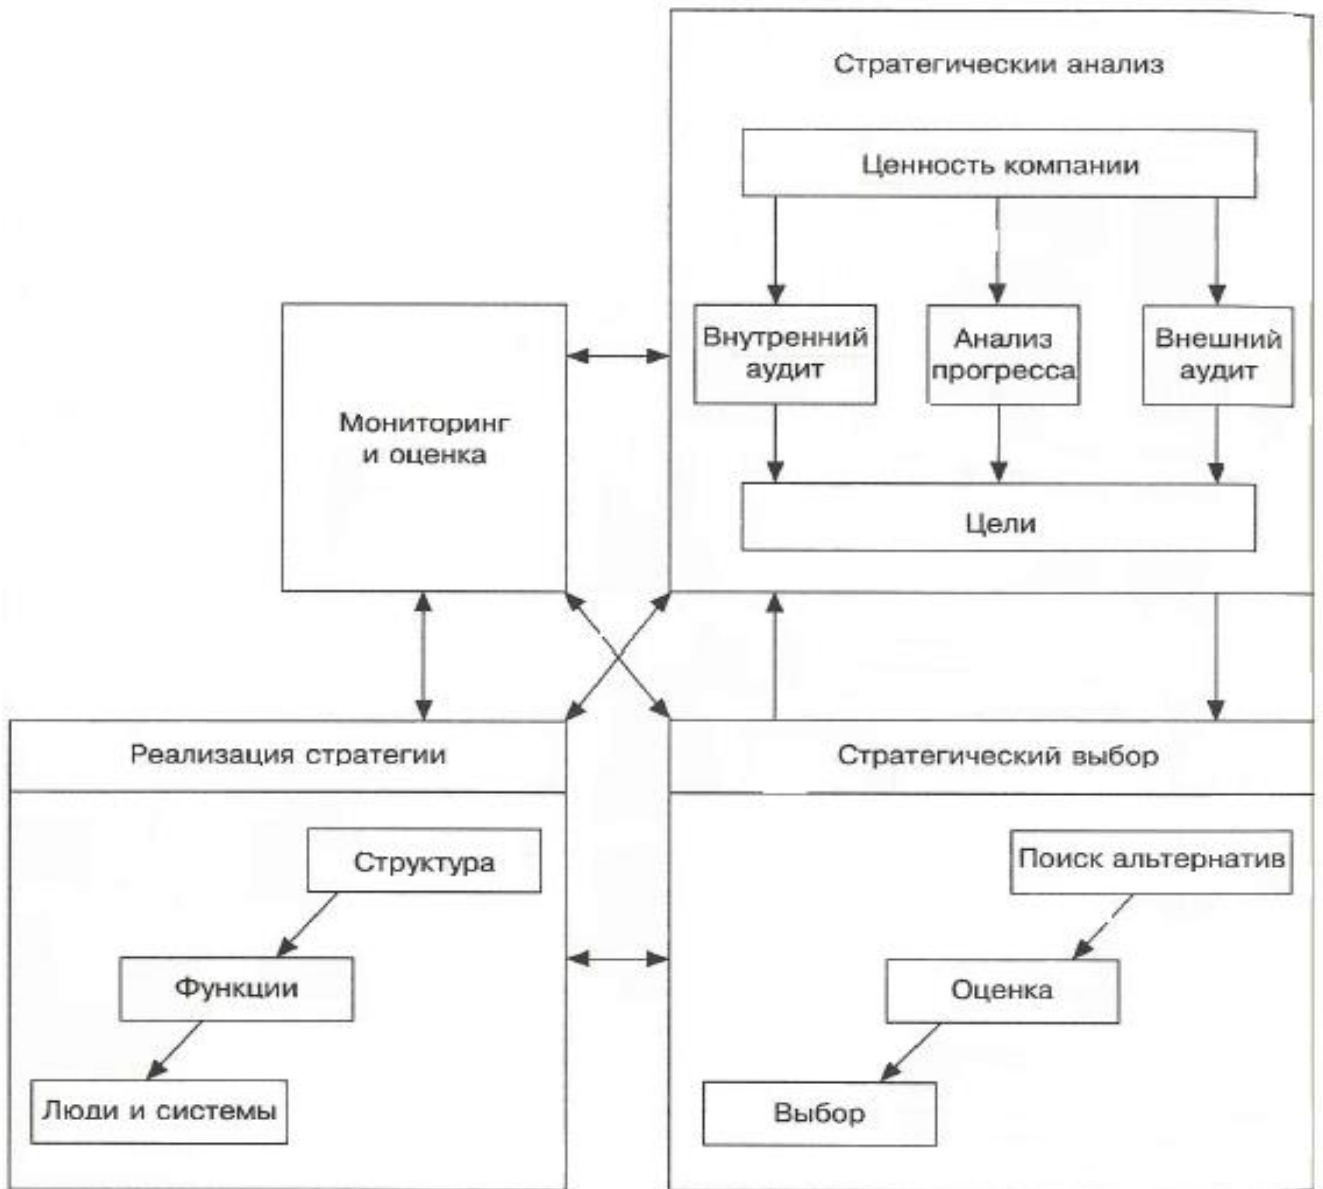 Стратегическии анализ
Ценность компании
Внутренний
аудит
Анализ
прогресса
Внешний
аудит
Цели
Мониторинг
и оценка
Реализация стратегии
Структура
Функции
Люди и системы
Стратегический выбор
Поиск альтернатив
Оценка
Выбор